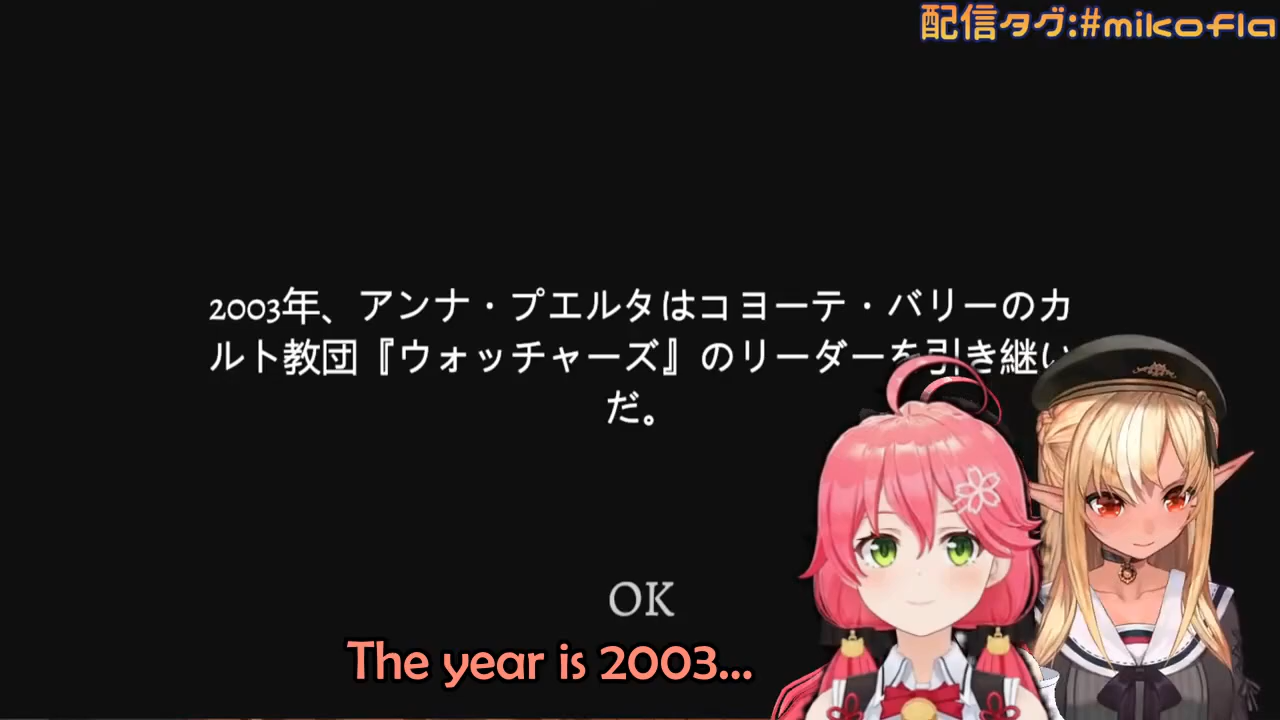 配信タグ:#mikofla
2003年、アンナ・プエルタはコヨーテ・バリーのカ
ルト教団『ウォッチャーズ』のリーダーを引き継い
だ。
OK
The year is 2003...